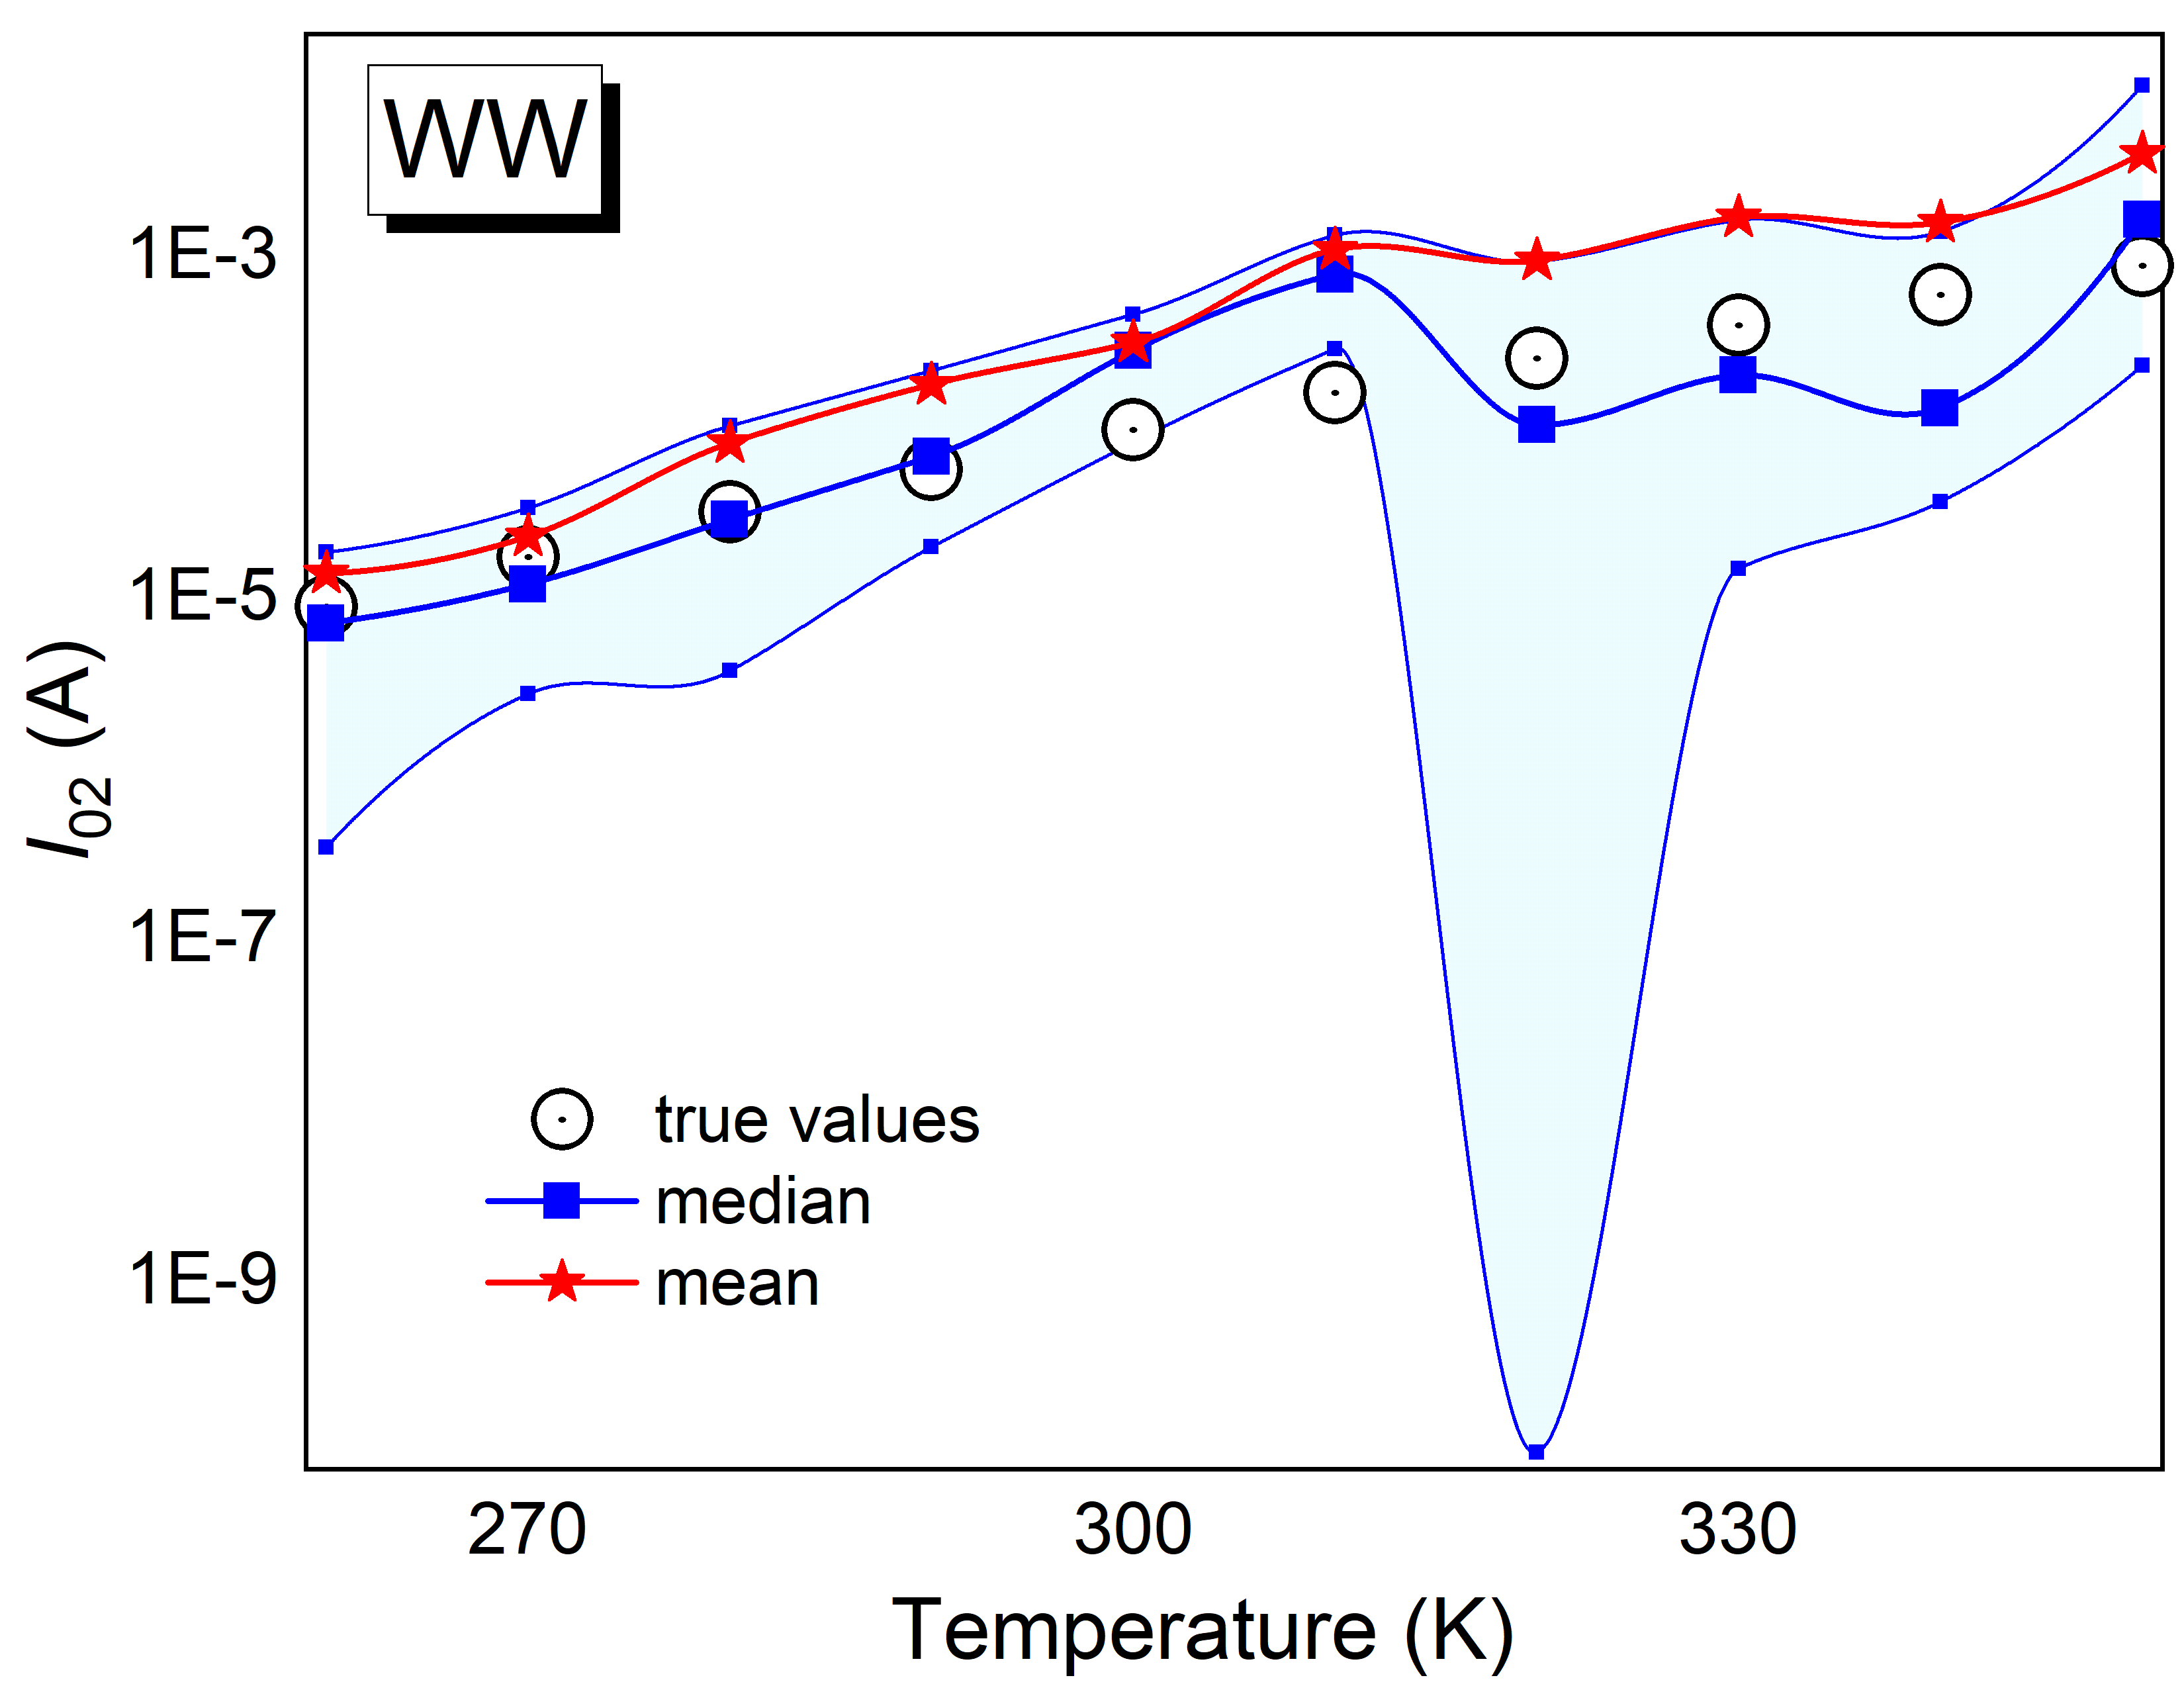 WW
1E-3
1E-5
1E-7
1E-9
I02 (A)
true values
median
mean
270
300
330
Temperature (K)